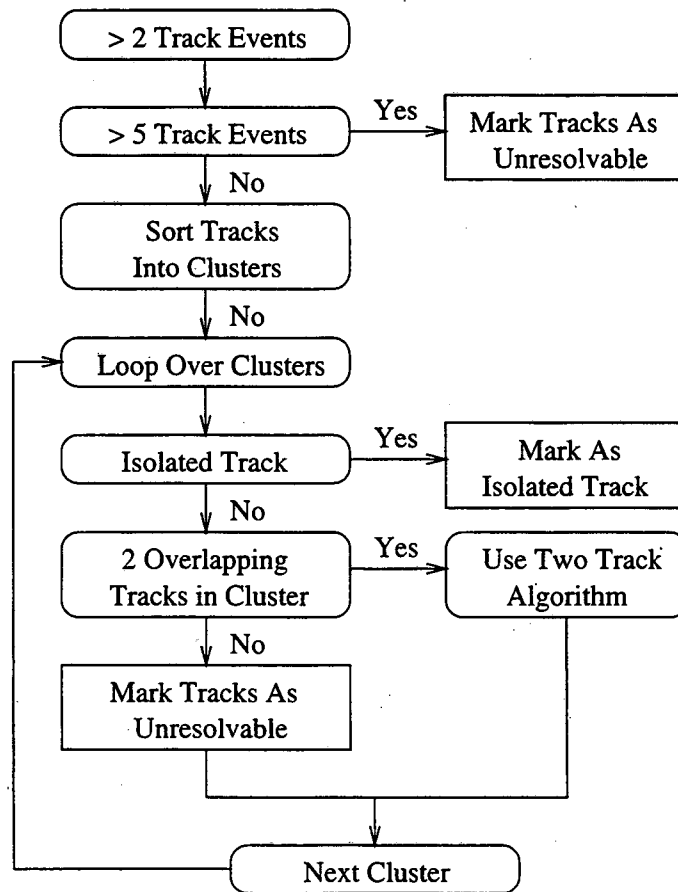 > 2 Track Events
> 5 Track Events
Yes
Mark Tracks As
Unresolvable
No
Sort Tracks
Into Clusters
No
Loop Over Clusters
Isolated Track
Yes
Mark As
Isolated Track
No
2 Overlapping
Tracks in Cluster
Yes
Use Two Track
Algorithm
No
Mark Tracks As
Unresolvable
Next Cluster